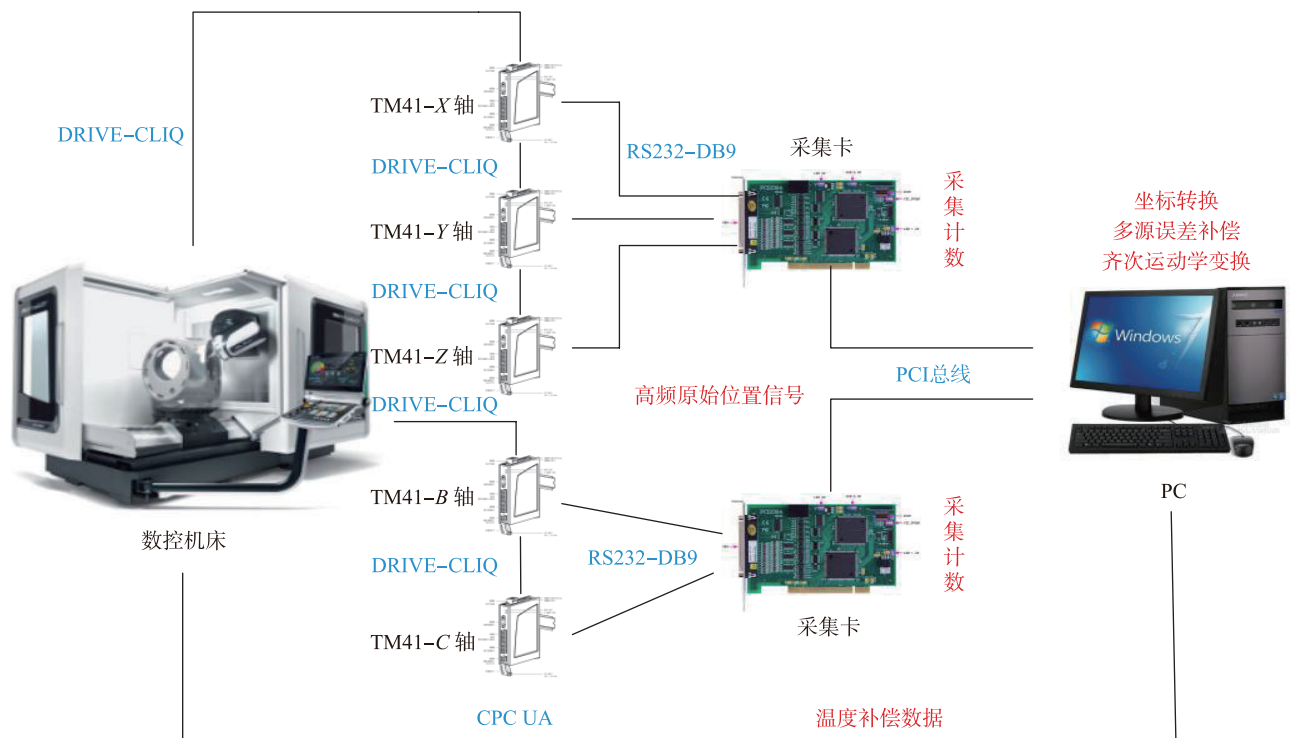 DRIVE-CLIQ
TM41-X 轴
DRIVE-CLIQ
TM41-Y 轴
DRIVE-CLIQ
TM41-Z 轴
DRIVE-CLIQ
TM41-B 轴
DRIVE-CLIQ
TM41-C 轴
数控机床
RS232-DB9
采集卡
采集计数
高频原始位置信号
PCI总线
RS232-DB9
采集卡
采集计数
坐标转换
多源误差补偿
齐次运动学变换
Windows 7
PC
CPC UA
温度补偿数据